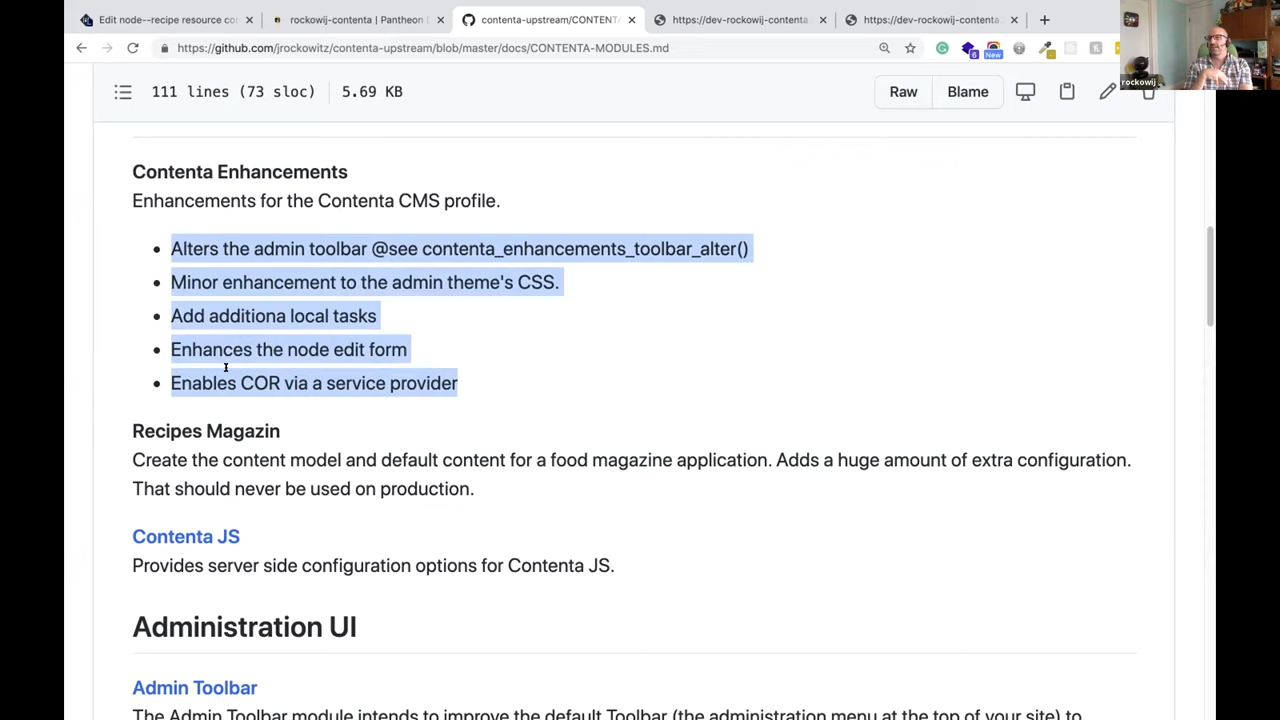 Edit node--recipe resource co
rockowij-contenta | Pantheon D
contenta-upstream/CONTENT
https://dev-rockowij-contenta.
https://dev-rockowij-contenta.
https://github.com/jrockowitz/contenta-upstream/blob/master/docs/CONTENTA-MODULES.md
6
New
rockowij
111 lines (73 sloc) 5.69 KB
Raw
Blame
Contenta Enhancements
Enhancements for the Contenta CMS profile.
Alters the admin toolbar @see contenta_enhancements_toolbar_alter()
Minor enhancement to the admin theme's CSS.
Add additiona local tasks
Enhances the node edit form
Enables COR via a service provider
Recipes Magazin
Create the content model and default content for a food magazine application. Adds a huge amount of extra configuration.
That should never be used on production.
Contenta JS
Provides server side configuration options for Contenta JS.
Administration UI
Admin Toolbar
The Admin Toolbar module intends to improve the default Toolbar (the administration menu at the top of your site) to